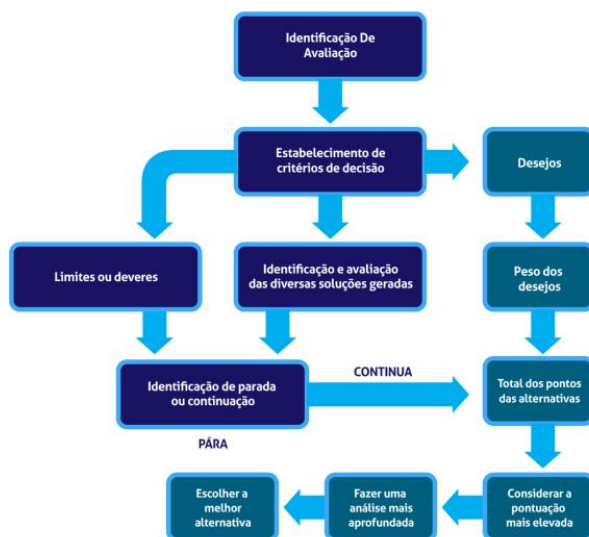 Identificação De
Avaliação
Estabelecimento de
critérios de decisão
Desejos
Limites ou deveres
Identificação e avaliação
das diversas soluções geradas
Peso dos
desejos
Identificação de parada
ou continuação
CONTINUA
Total dos pontos
das alternativas
PÁRA
Escolher a
melhor
alternativa
Fazer uma
análise mais
aprofundada
Considerar a
pontuação
mais elevada